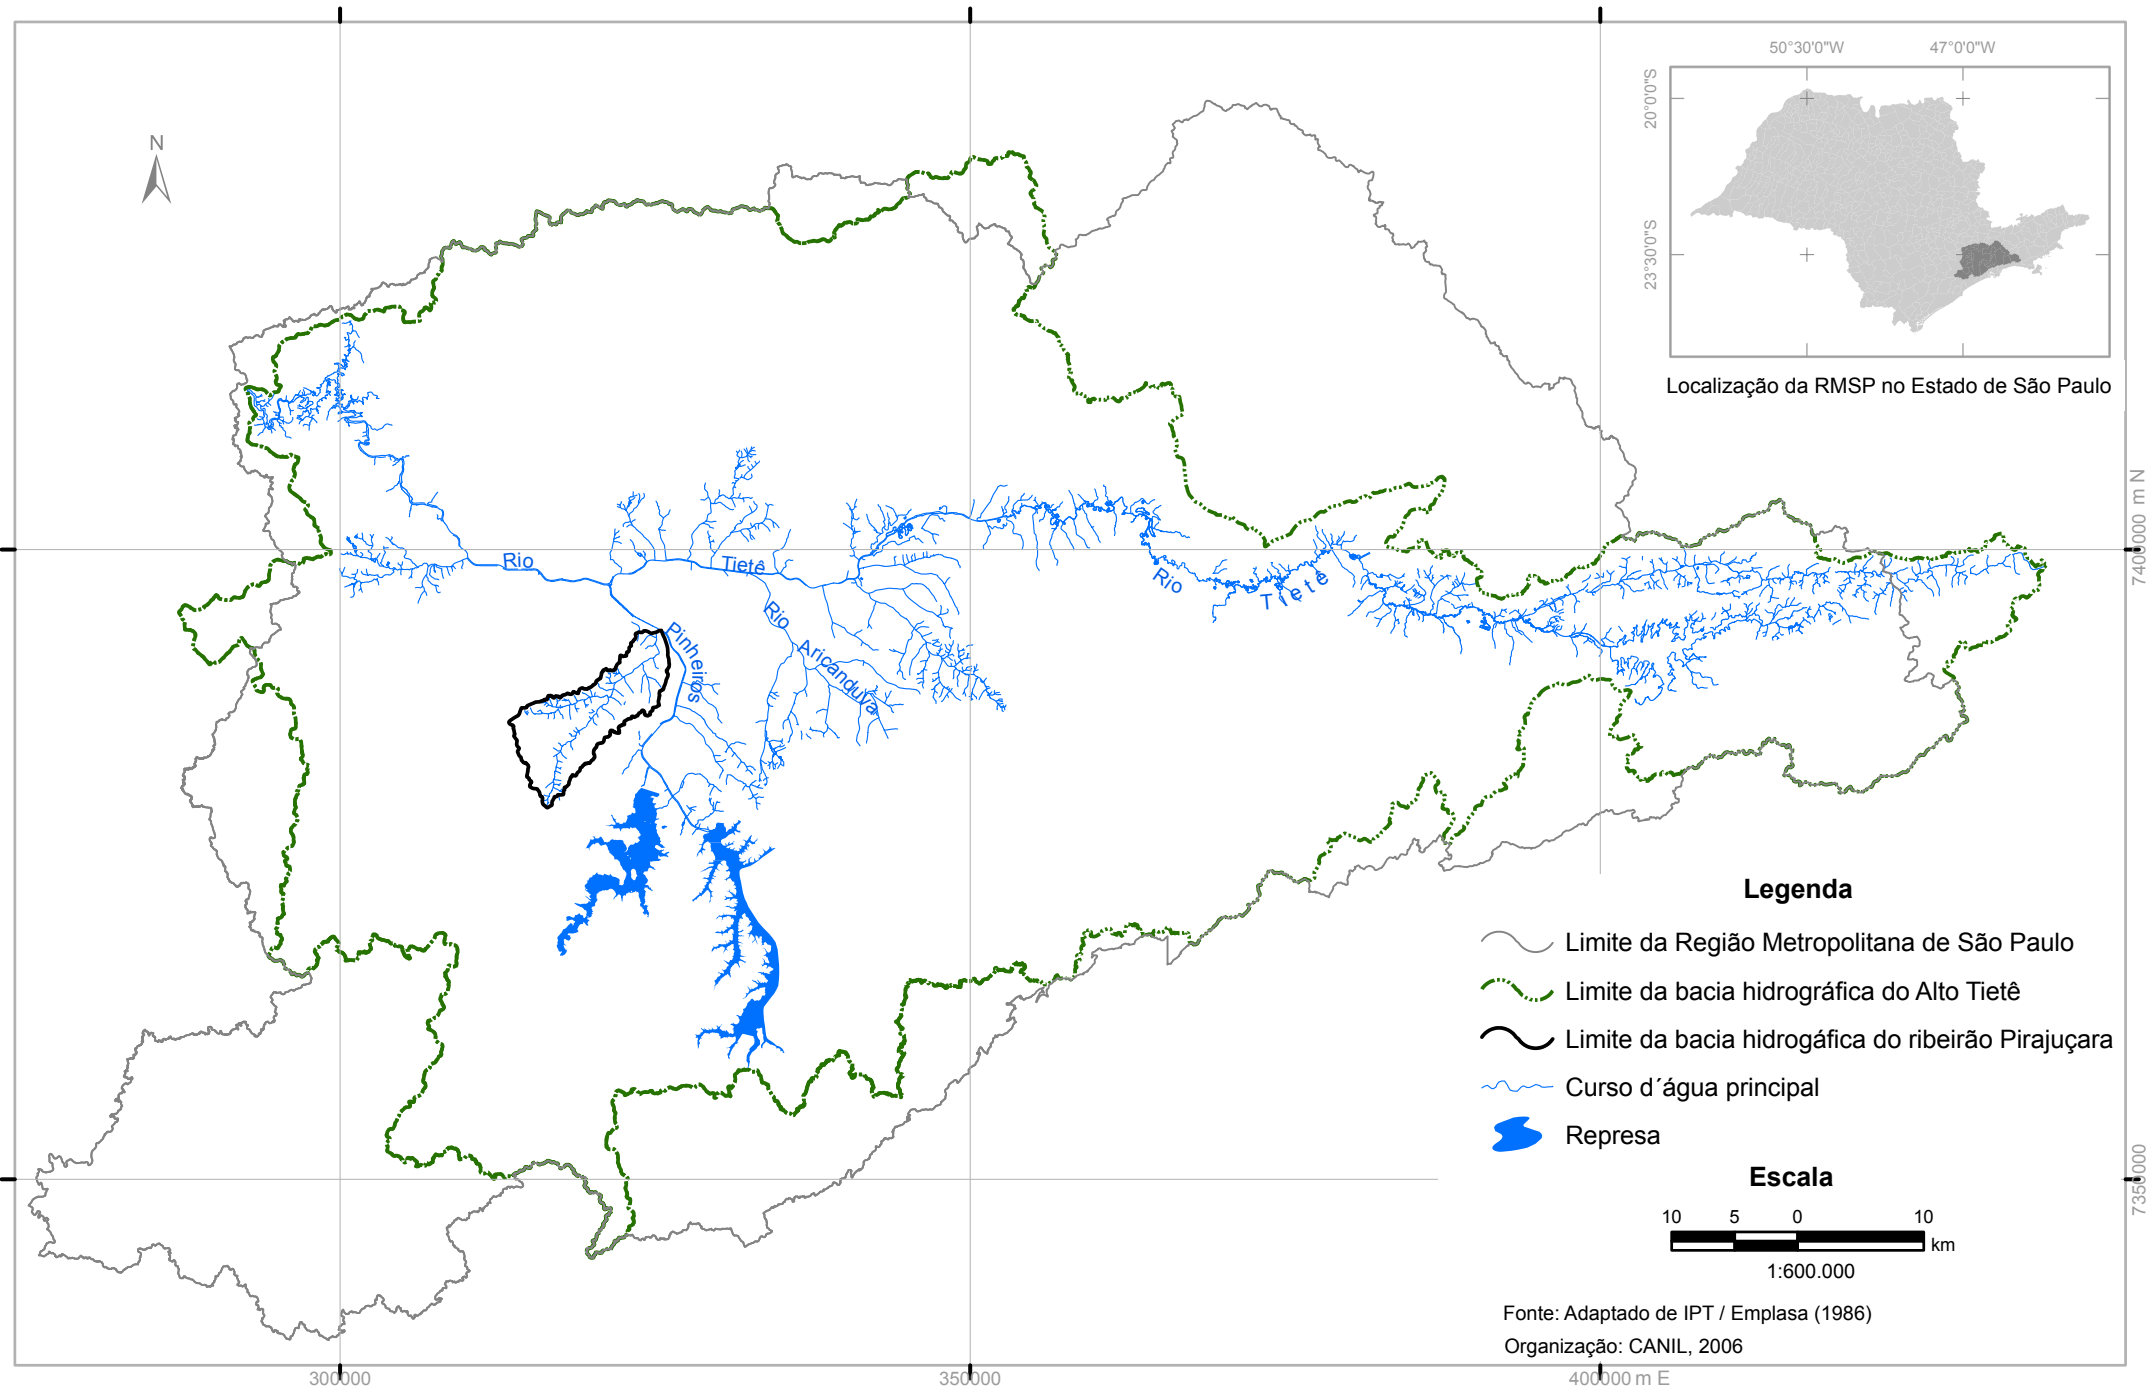 50°30'0"W
47°0'0"W
20°0'0"S
23°30'0"S
Localização da RMSP no Estado de São Paulo
N
Rio
Tietê
Rio
Tietê
Rio
Aricanduva
Pinheiros
7400000 m N
7350000
Legenda
Limite da Região Metropolitana de São Paulo
Limite da bacia hidrográfica do Alto Tietê
Limite da bacia hidrogáfica do ribeirão Pirajuçara
Curso d´água principal
Represa
Escala
10 5 0 10
km
1:600.000
Fonte: Adaptado de IPT / Emplasa (1986)
Organização: CANIL, 2006
300000
350000
400000 m E